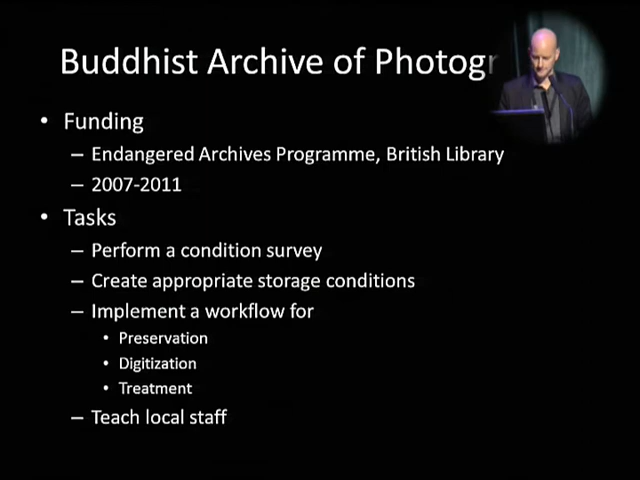 Buddhist Archive of Photogr
• Funding
– Endangered Archives Programme, British Library
– 2007-2011
• Tasks
– Perform a condition survey
– Create appropriate storage conditions
– Implement a workflow for
• Preservation
• Digitization
• Treatment
– Teach local staff